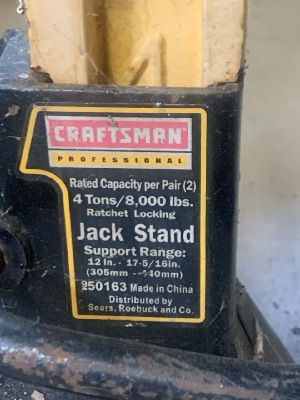 CRAFTSMAN
PROFESSIONAL
Rated Capacity per Pair (2)
4 Tons/8,000 lbs.
Ratchet Locking
Jack Stand
Support Range:
12 in. - 17-5/16in.
(305mm - 440mm)
950163 Made in China
Distributed by
Sears, Roebuck and Co.